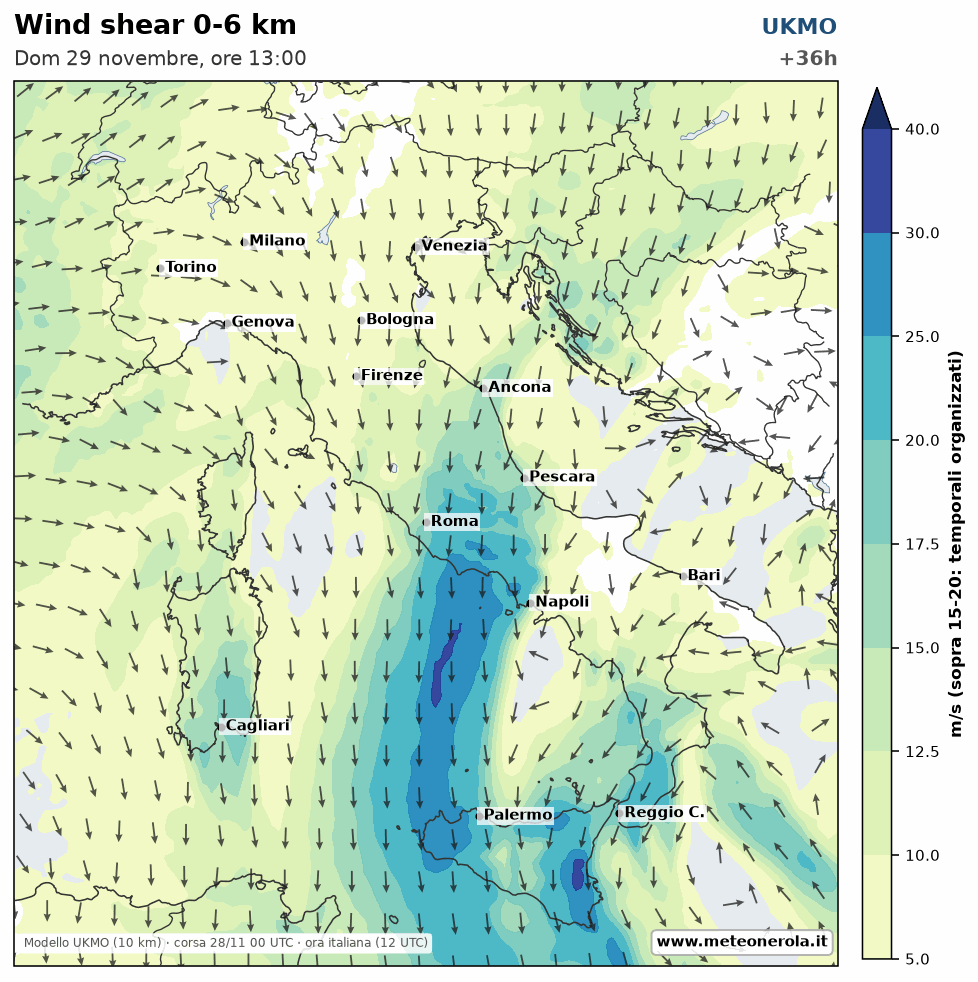 Wind shear 0-6 km
UKMO
Dom 29 novembre, ore 13:00
+36h
40.0
30.0
25.0
20.0
17.5
15.0
12.5
10.0
5.0
m/s (sopra 15-20: temporali organizzati)
Milano
Venezia
Torino
Genova
Bologna
Firenze
Ancona
Pescara
Roma
Bari
Napoli
Cagliari
Palermo
Reggio C.
Modello UKMO (10 km) · corsa 28/11 00 UTC · ora italiana (12 UTC)
www.meteonerola.it